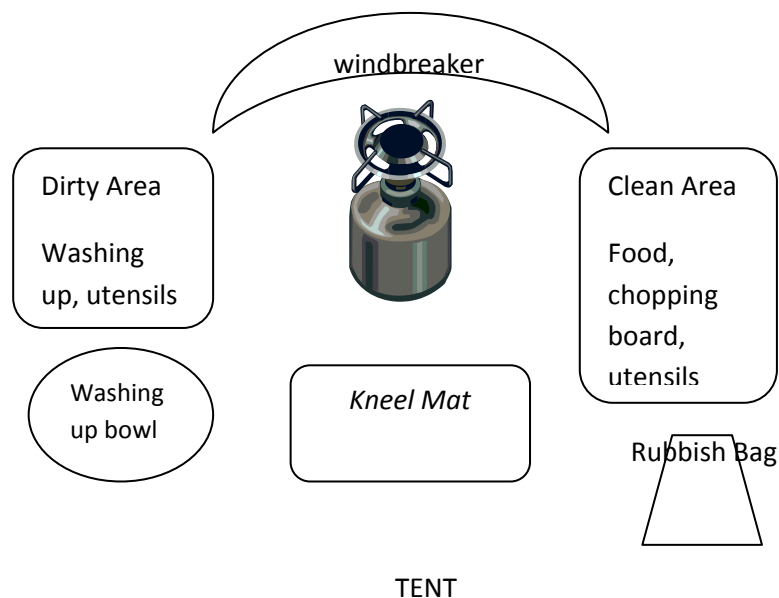 windbreaker
Dirty Area
Washing
up, utensils
Clean Area
Food,
chopping
board,
utensils
Washing
up bowl
Kneel Mat
Rubbish Bag
TENT